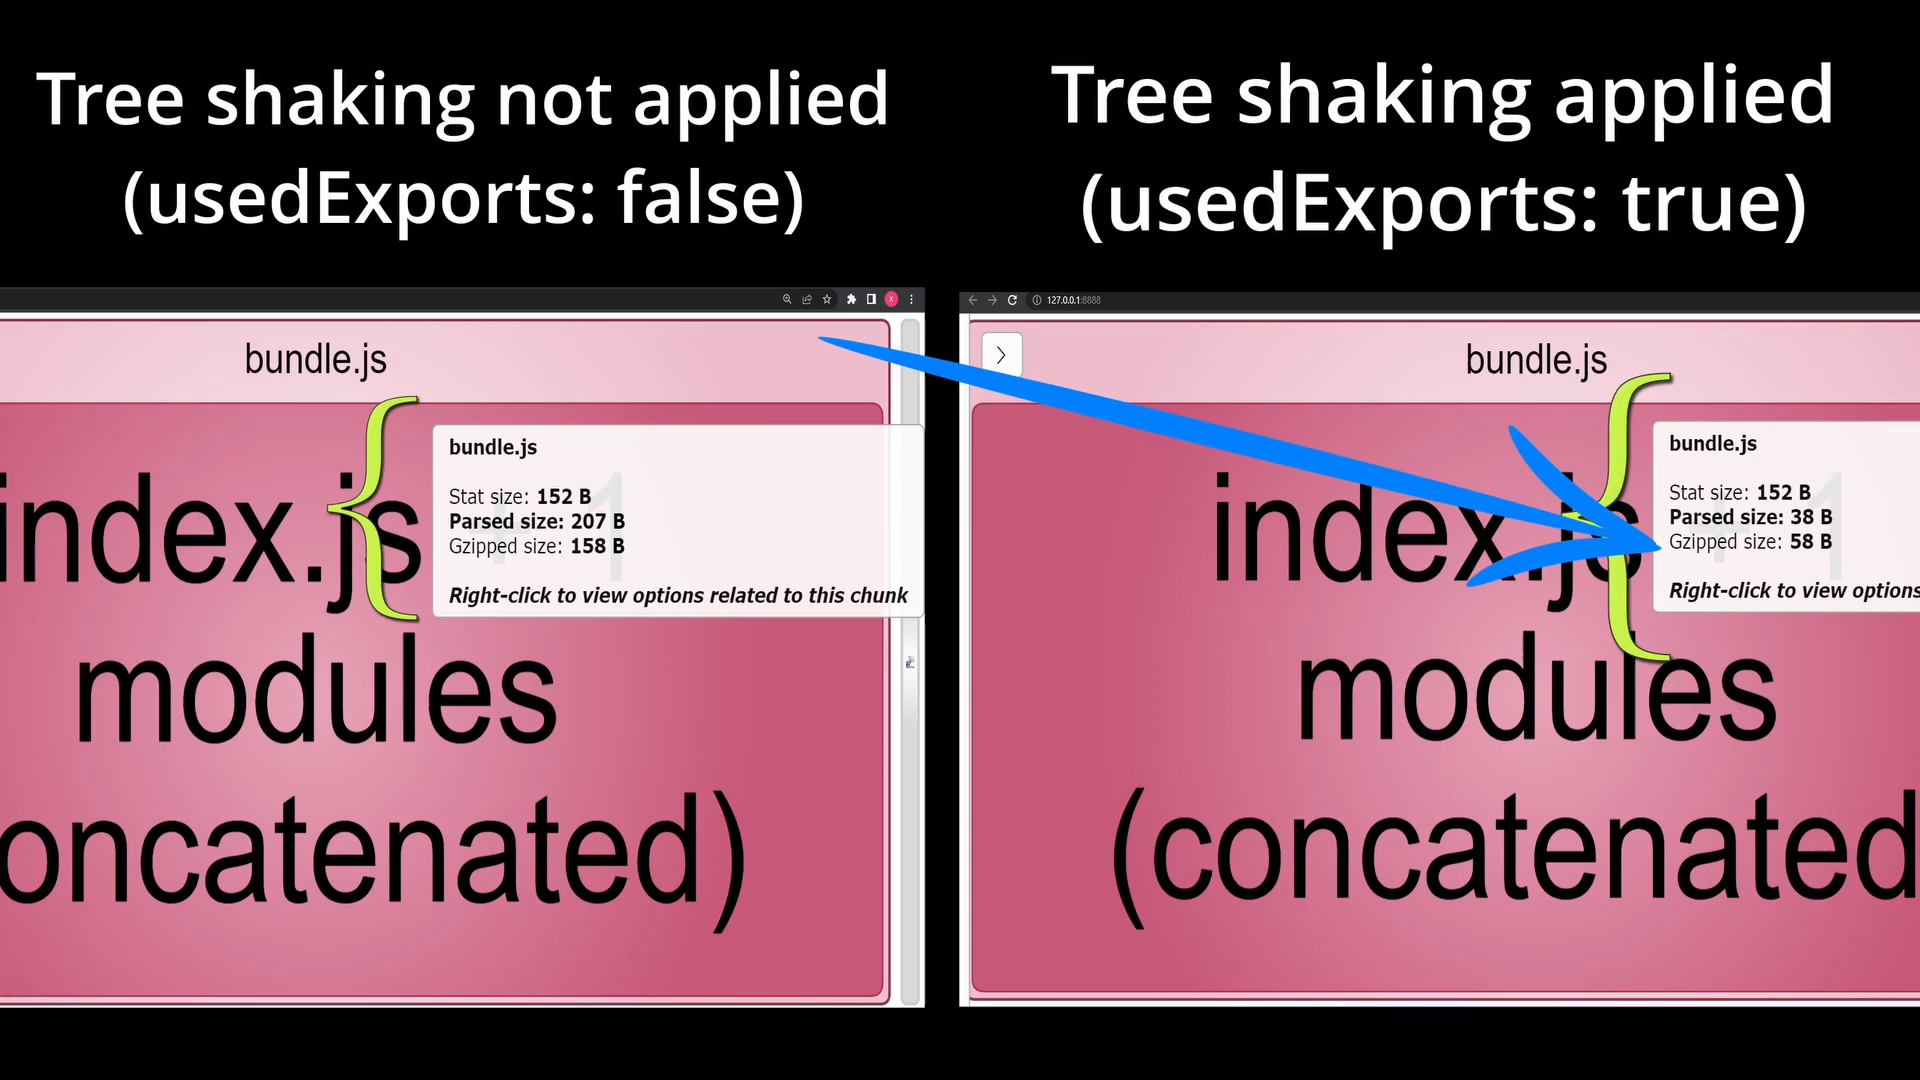 Tree shaking not applied
(usedExports: false)
Tree shaking applied
(usedExports: true)
bundle.js
bundle.js
Stat size: 152 B
Parsed size: 207 B
Gzipped size: 158 B
Right-click to view options related to this chunk
index.js + 1
modules
oncatenated)
127.0.0.1:8888
bundle.js
bundle.js
Stat size: 152 B
Parsed size: 38 B
Gzipped size: 58 B
Right-click to view options
index.js + 1
modules
(concatenated